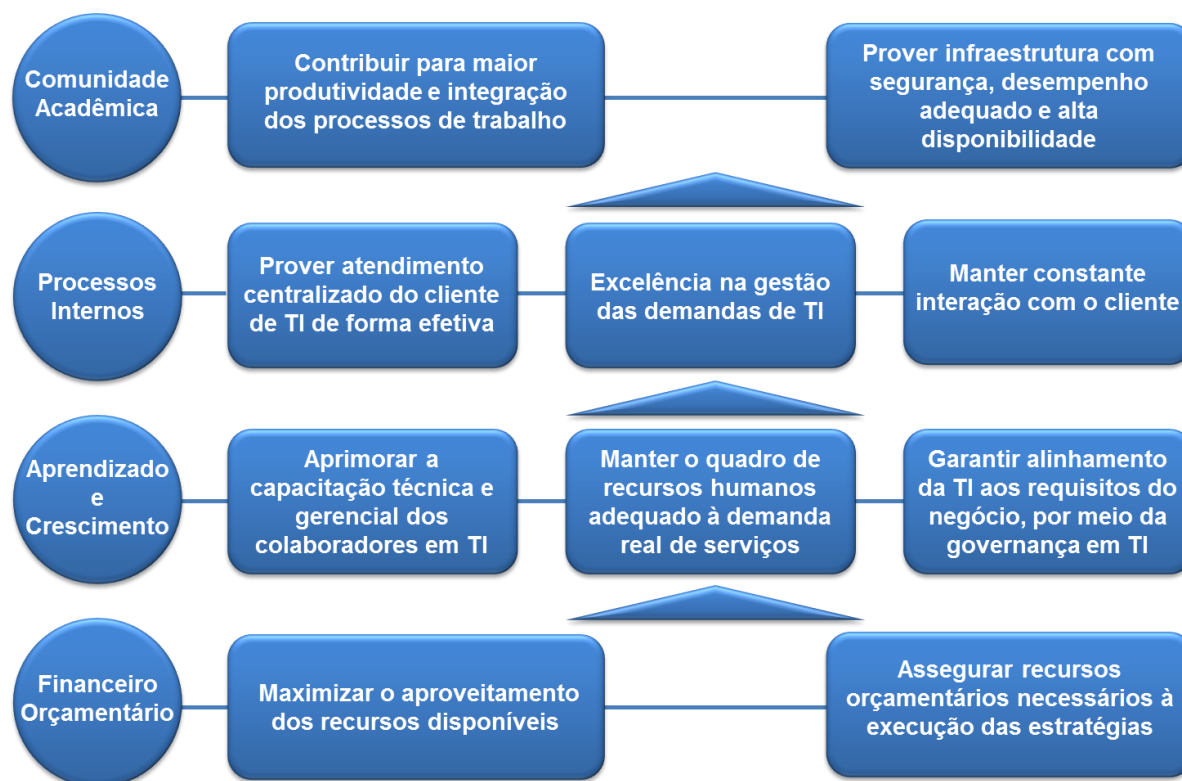 Comunidade
Acadêmica
Contribuir para maior
produtividade e integração
dos processos de trabalho
Prover infraestrutura com
segurança, desempenho
adequado e alta
disponibilidade
Processos
Internos
Prover atendimento
centralizado do cliente
de TI de forma efetiva
Excelência na gestão
das demandas de TI
Manter constante
interação com o cliente
Aprendizado
e
Crescimento
Aprimorar a
capacitação técnica e
gerencial dos
colaboradores em TI
Manter o quadro de
recursos humanos
adequado à demanda
real de serviços
Garantir alinhamento
da TI aos requisitos do
negócio, por meio da
governança em TI
Financeiro
Orçamentário
Maximizar o aproveitamento
dos recursos disponíveis
Assegurar recursos
orçamentários necessários à
execução das estratégias